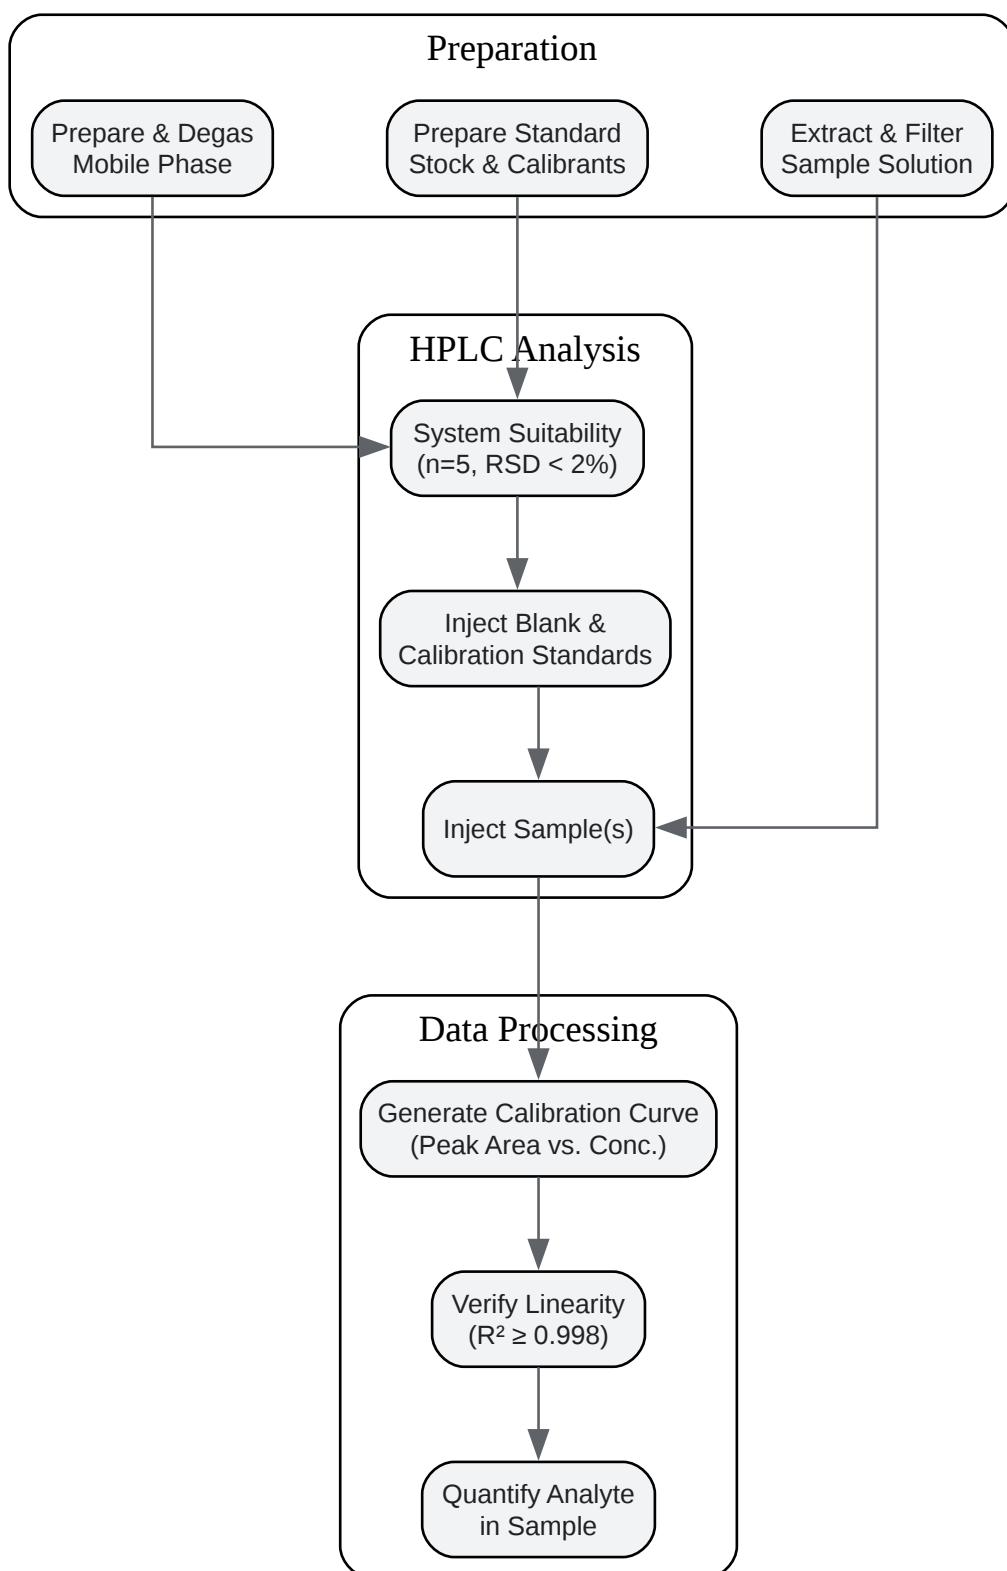 Preparation
Prepare & Degas
Mobile Phase
Prepare Standard
Stock & Calibrants
Extract & Filter
Sample Solution
HPLC Analysis
System Suitability
(n=5, RSD < 2%)
Inject Blank &
Calibration Standards
Inject Sample(s)
Data Processing
Generate Calibration Curve
(Peak Area vs. Conc.)
Verify Linearity
(R² ≥ 0.998)
Quantify Analyte
in Sample